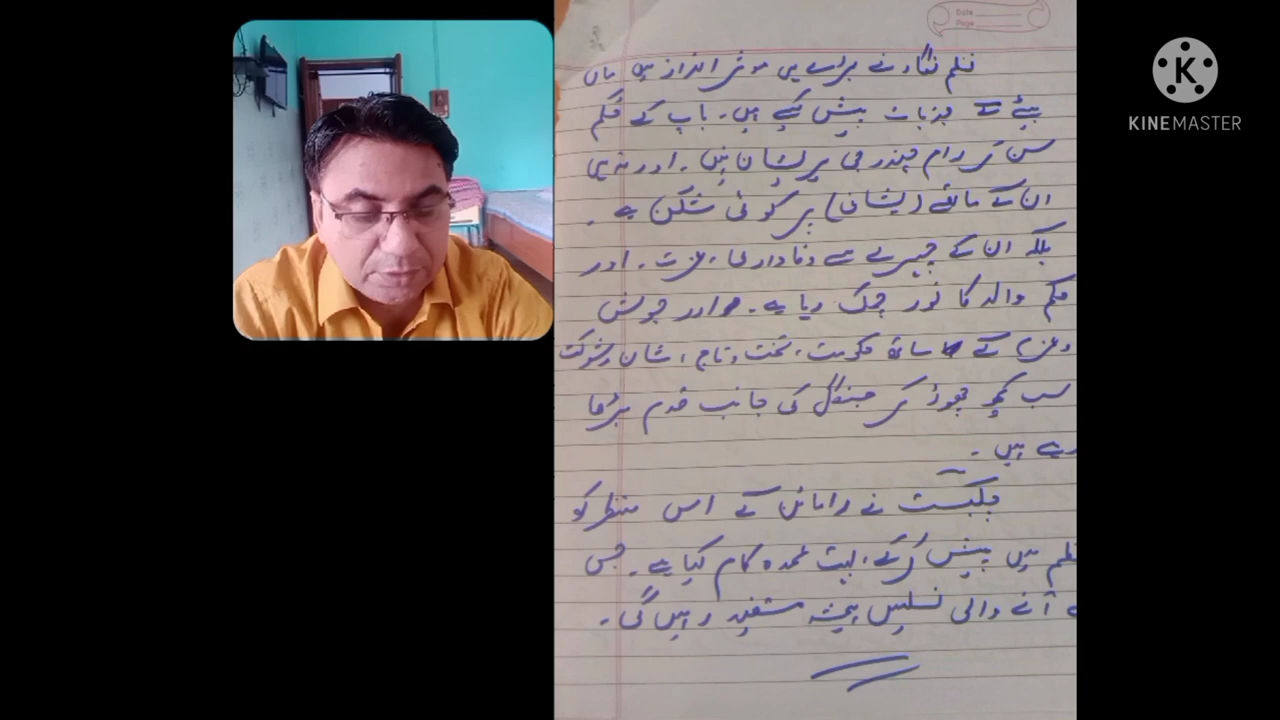 Date
Page
نظم نگار نے بڑے ہی موثر انداز میں ماں
بیٹے کے جذبات پیش کیے ہیں۔ باپ کے حکم
سن کر رام چندر جی پریشان نہیں۔ اور نہ ہی
ان کے ماتھے (پیشانی) پر کوئی شکن ہے۔
بلکہ ان کے چہرے سے وفاداری، عزت، اور
حکم والد کا نور چمک رہا ہے۔ اور جوش
و عزم کے ساتھ حکومت، تخت و تاج، شان و شوکت
سب کچھ چھوڑ کر جنگل کی جانب قدم بڑھا
رہے ہیں۔
چکبست نے رامائن کے اس منظر کو
نظم میں پیش کر کے بہت عمدہ کام کیا ہے۔ جس
سے آنے والی نسلیں ہمیشہ مستفید رہیں گی۔
KINEMASTER